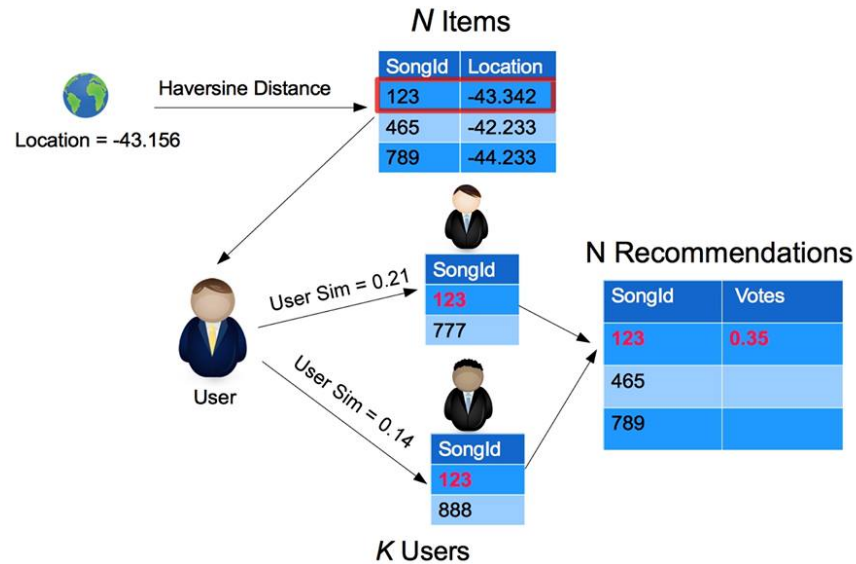 N Items
SongId Location
123 -43.342
465 -42.233
789 -44.233
Haversine Distance
Location = -43.156
User
User Sim = 0.21
User Sim = 0.14
SongId
123
777
SongId
123
888
K Users
N Recommendations
SongId Votes
123 0.35
465
789